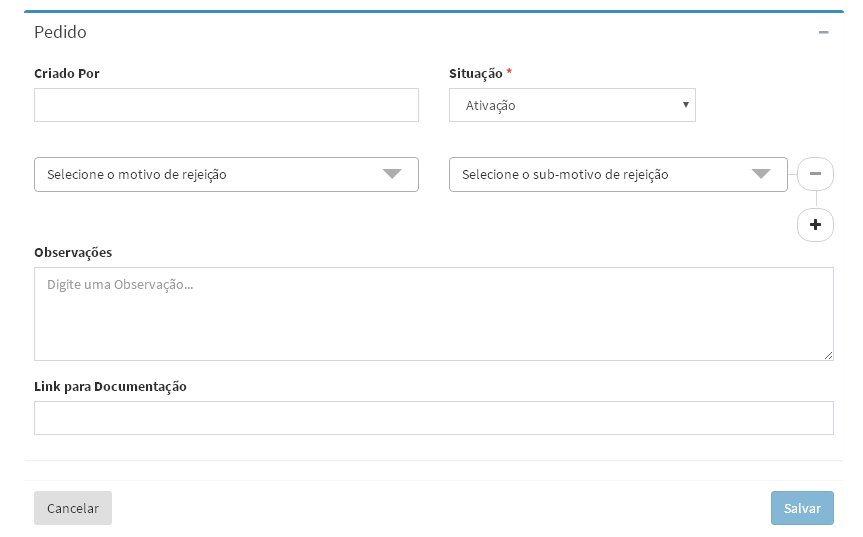 Pedido
Criado Por
Situação *
Ativação
Selecione o motivo de rejeição
Selecione o sub-motivo de rejeição
Observações
Digite uma Observação...
Link para Documentação
Cancelar
Salvar